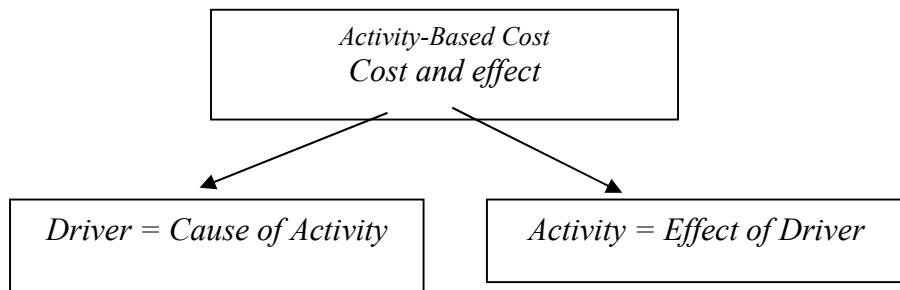 Activity-Based Cost
Cost and effect
Driver = Cause of Activity
Activity = Effect of Driver